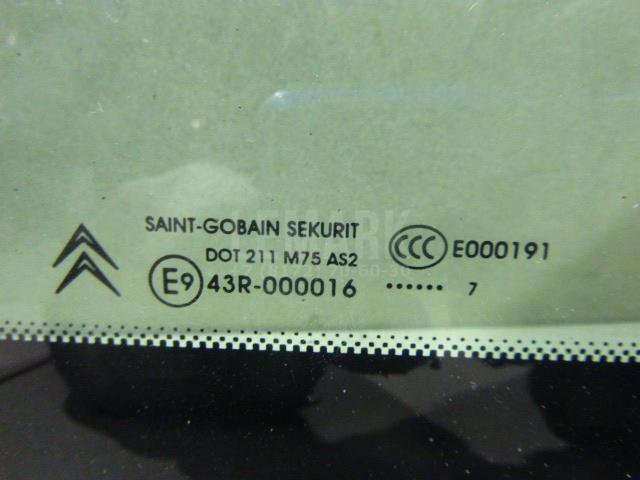 SAINT-GOBAIN SEKURIT
DOT 211 M75 AS2
CCC E000191
E9 43R-000016 ...... 7